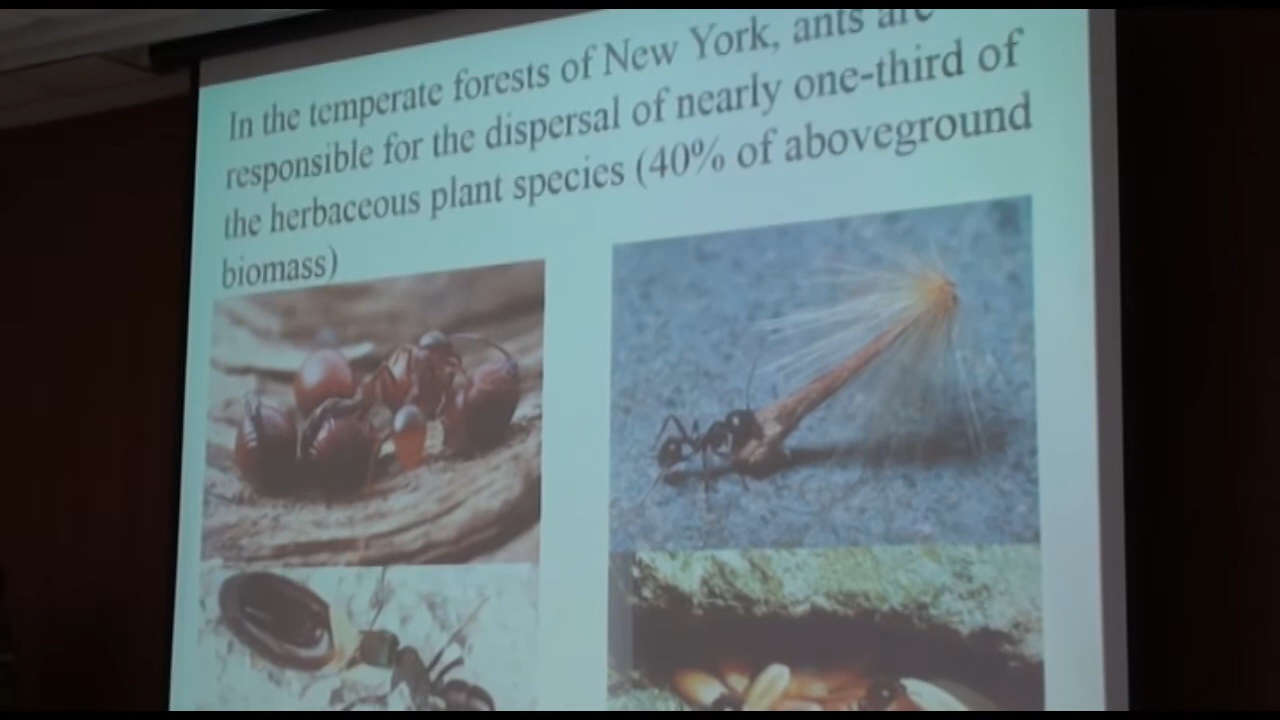 In the temperate forests of New York, ants are
responsible for the dispersal of nearly one-third of
the herbaceous plant species (40% of aboveground
biomass)